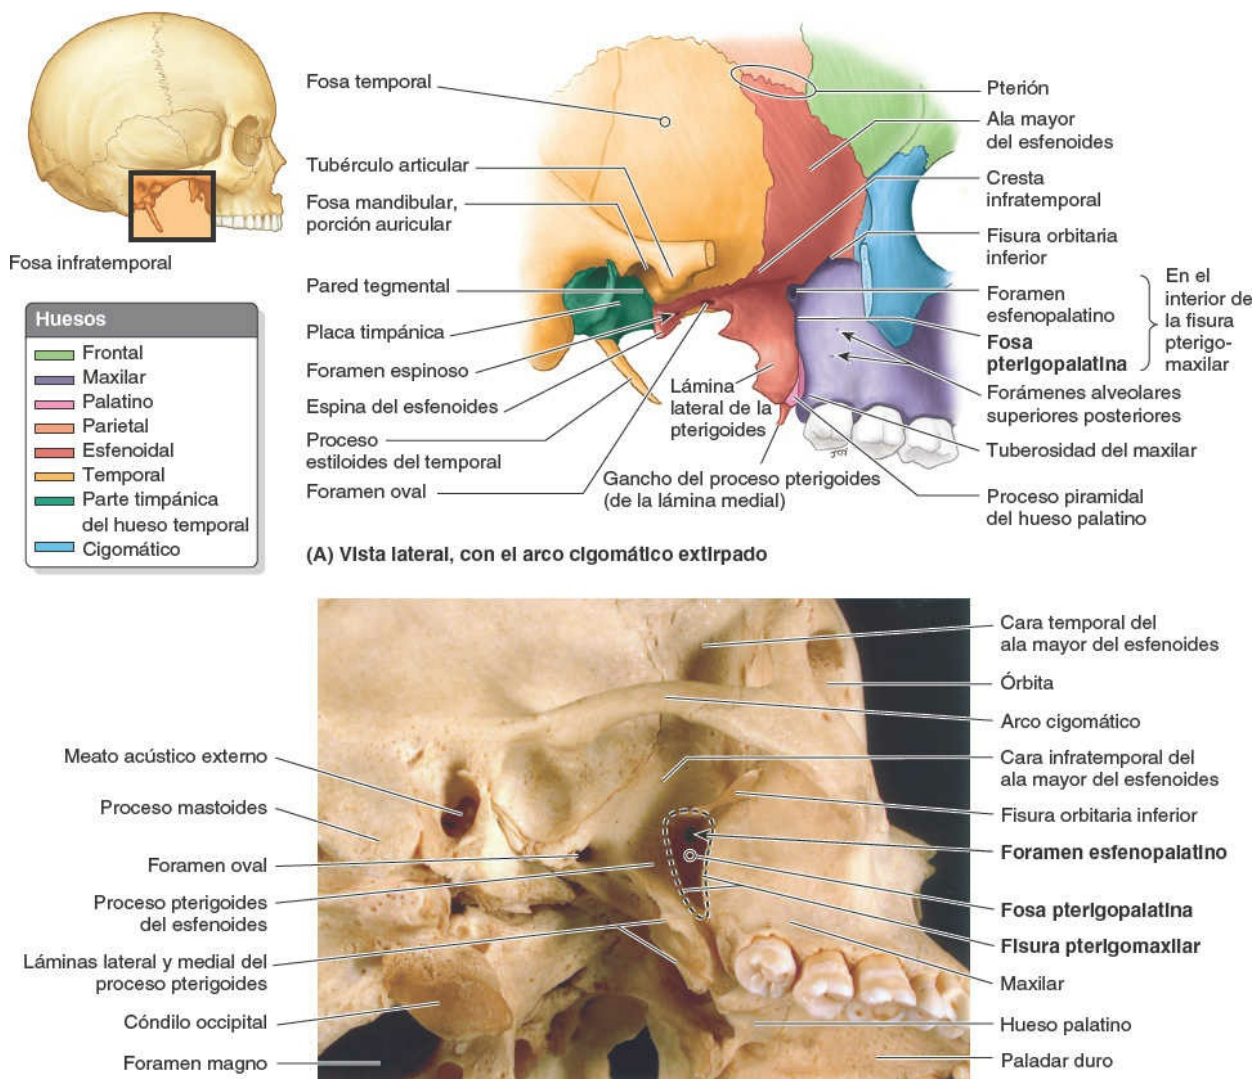 Fosa infratemporal
Huesos
Frontal
Maxilar
Palatino
Parietal
Esfenoidal
Temporal
Parte timpánica
del hueso temporal
Cigomático
Fosa temporal
Tubérculo articular
Fosa mandibular,
porción auricular
Pared tegmental
Placa timpánica
Foramen espinoso
Espina del esfenoides
Proceso
estiloides del temporal
Foramen oval
Lámina
lateral de la
pterigoides
Gancho del proceso pterigoides
(de la lámina medial)
Pterión
Ala mayor
del esfenoides
Cresta
infratemporal
Fisura orbitaria
inferior
Foramen
esfenopalatino
Fosa
pterigopalatina
En el
interior de
la fisura
pterigo-
maxilar
Forámenes alveolares
superiores posteriores
Tuberosidad del maxilar
Proceso piramidal
del hueso palatino
(A) Vista lateral, con el arco cigomático extirpado
Meato acústico externo
Proceso mastoides
Foramen oval
Proceso pterigoides
del esfenoides
Láminas lateral y medial del
proceso pterigoides
Cóndilo occipital
Foramen magno
Cara temporal del
ala mayor del esfenoides
Órbita
Arco cigomático
Cara infratemporal del
ala mayor del esfenoides
Fisura orbitaria inferior
Foramen esfenopalatino
Fosa pterigopalatina
Fisura pterigomaxilar
Maxilar
Hueso palatino
Paladar duro